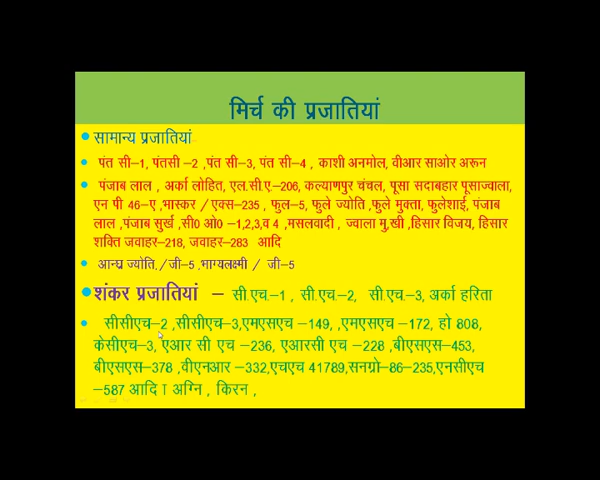 मिर्च की प्रजातियां
सामान्य प्रजातियां
पंत सी–1, पंतसी –2 ,पंत सी–3, पंत सी–4 , काशी अनमोल, वीआर साओर अरून
पंजाब लाल , अर्का लोहित, एल.सी.ए.–206, कल्याणपुर चंचल, पूसा सदाबहार पूसाज्वाला,
एन पी 46–ए ,भास्कर / एक्स–235 , फुल–5, फुले ज्योति ,फुले मुक्ता, फुलेशाई, पंजाब
लाल ,पंजाब सुर्ख ,सी0 ओ0 –1,2,3,व 4 ,मसलवादी , ज्वाला मु,खी ,हिसार विजय, हिसार
शक्ति जवाहर–218, जवाहर–283 आदि
आन्ध्र ज्योति. /जी–5 ,भाग्यलक्ष्मी / जी–5
शंकर प्रजातियां – सी.एच.–1 , सी.एच.–2, सी.एच.–3, अर्का हरिता
सीसीएच–2 ,सीसीएच–3,एमएसएच –149, ,एमएसएच –172, हो 808,
केसीएच–3, एआर सी एच –236, एआरसी एच –228 ,बीएसएस–453,
बीएसएस–378 ,वीएनआर –332,एचएच 41789,सनग्रो–86–235,एनसीएच
–587 आदि । अग्नि , किरन ,